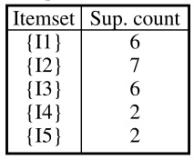 Itemset Sup. count
{I1} 6
{I2} 7
{I3} 6
{I4} 2
{I5} 2